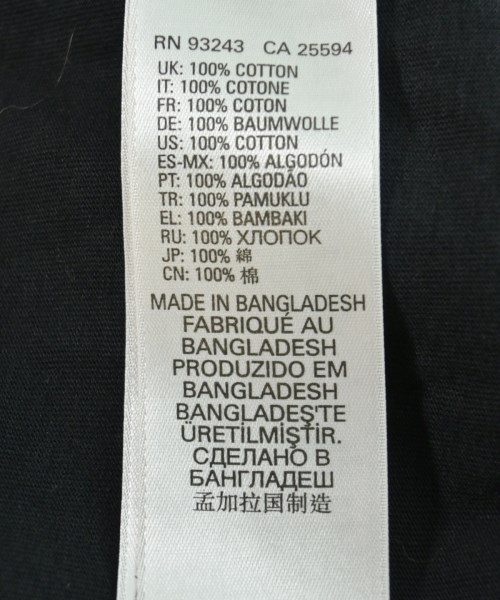 RN 93243 CA 25594
UK: 100% COTTON
IT: 100% COTONE
FR: 100% COTON
DE: 100% BAUMWOLLE
US: 100% COTTON
ES-MX: 100% ALGODÓN
PT: 100% ALGODÃO
TR: 100% PAMUKLU
EL: 100% BAMBAKI
RU: 100% ХЛОПОК
JP: 100% 綿
CN: 100% 棉
MADE IN BANGLADESH
FABRIQUÉ AU
BANGLADESH
PRODUZIDO EM
BANGLADESH
BANGLADEŞ'TE
ÜRETİLMİŞTİR.
СДЕЛАНО В
БАНГЛАДЕШ
孟加拉国制造